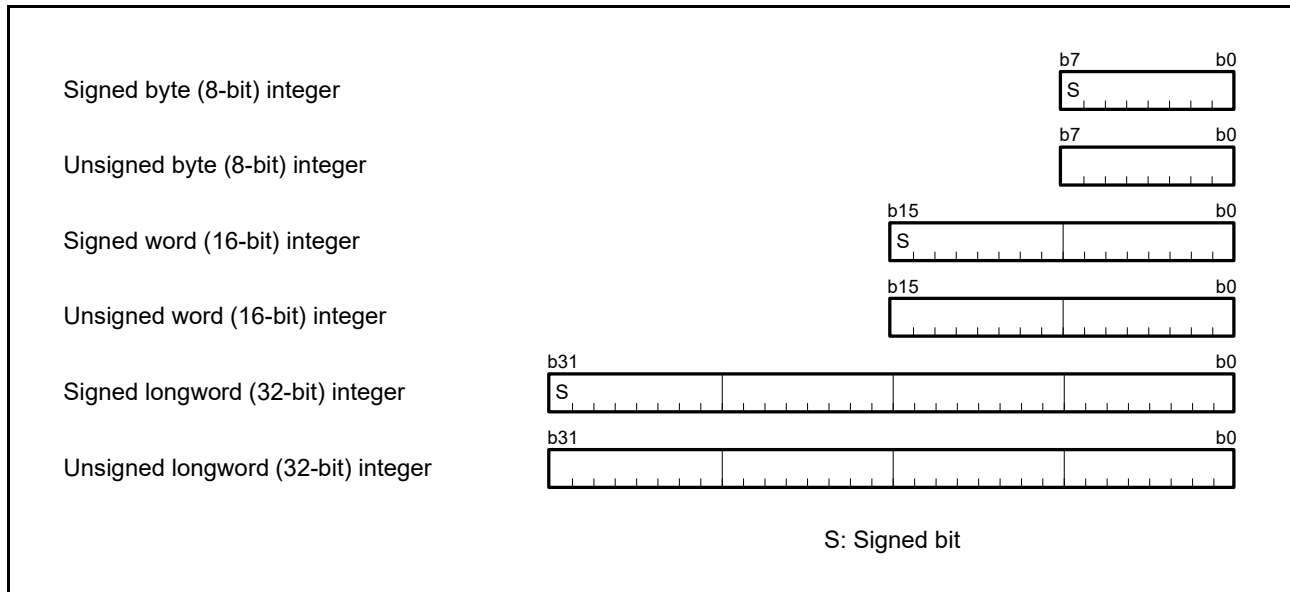 b7 b0
Signed byte (8-bit) integer S
b7 b0
Unsigned byte (8-bit) integer
b15 b0
Signed word (16-bit) integer S
b15 b0
Unsigned word (16-bit) integer
b31 b0
Signed longword (32-bit) integer S
b31 b0
Unsigned longword (32-bit) integer
S: Signed bit